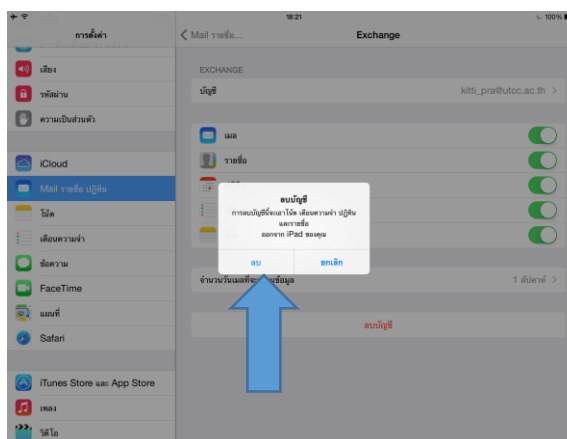 18:21
100%
การตั้งค่า
Mail รายชื่อ...
Exchange
เสียง
รหัสผ่าน
ความเป็นส่วนตัว
iCloud
Mail รายชื่อ ปฏิทิน
โน้ต
เตือนความจำ
ข้อความ
FaceTime
แผนที่
Safari
iTunes Store และ App Store
เพลง
วิดีโอ
EXCHANGE
บัญชี
kitti_pra@utcc.ac.th
เมล
รายชื่อ
ลบบัญชี
การลบบัญชีนี้จะเอาโน้ต เตือนความจำ ปฏิทิน
และรายชื่อ
ออกจาก iPad ของคุณ
ลบ
ยกเลิก
1 สัปดาห์
ลบบัญชี